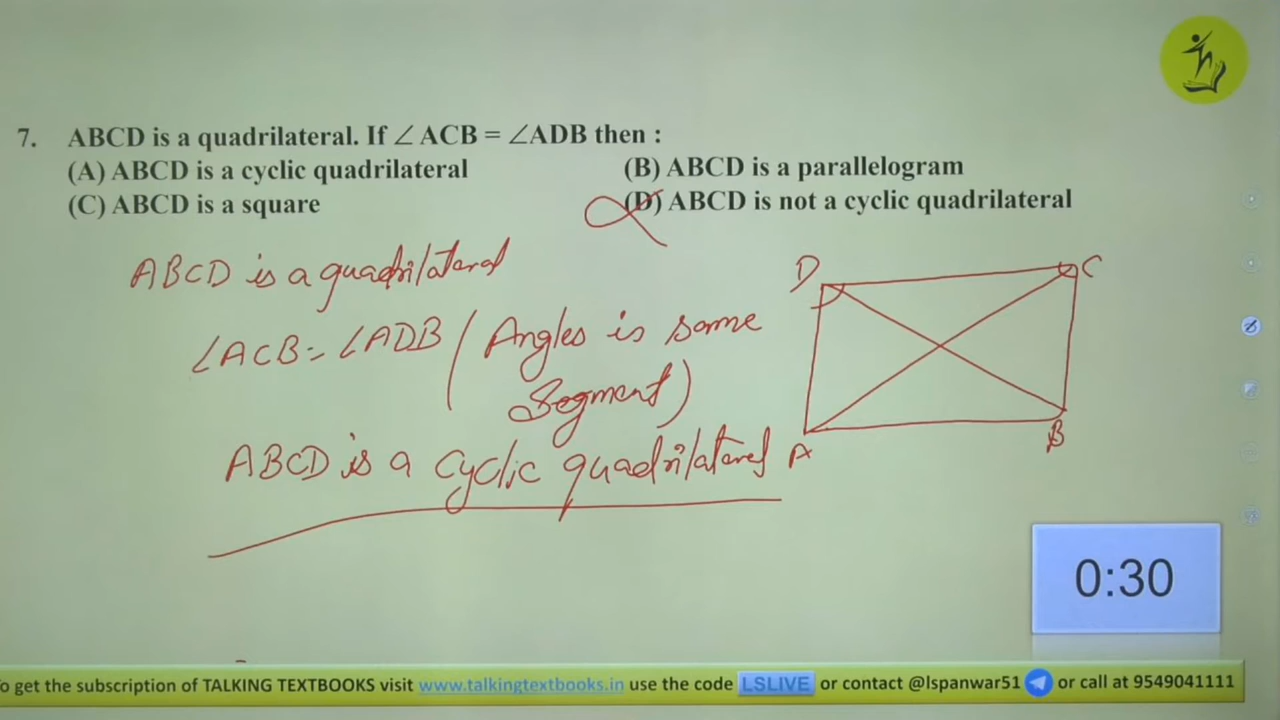 7. ABCD is a quadrilateral. If ∠ACB = ∠ADB then :
(A) ABCD is a cyclic quadrilateral (B) ABCD is a parallelogram
(C) ABCD is a square (D) ABCD is not a cyclic quadrilateral
ABCD is a quadrilateral
∠ACB = ∠ADB ( Angles is same
Segment )
ABCD is a cyclic quadrilateral
D C
A B
0:30
o get the subscription of TALKING TEXTBOOKS visit www.talkingtextbooks.in use the code LSLIVE or contact @lspanwar51 or call at 9549041111